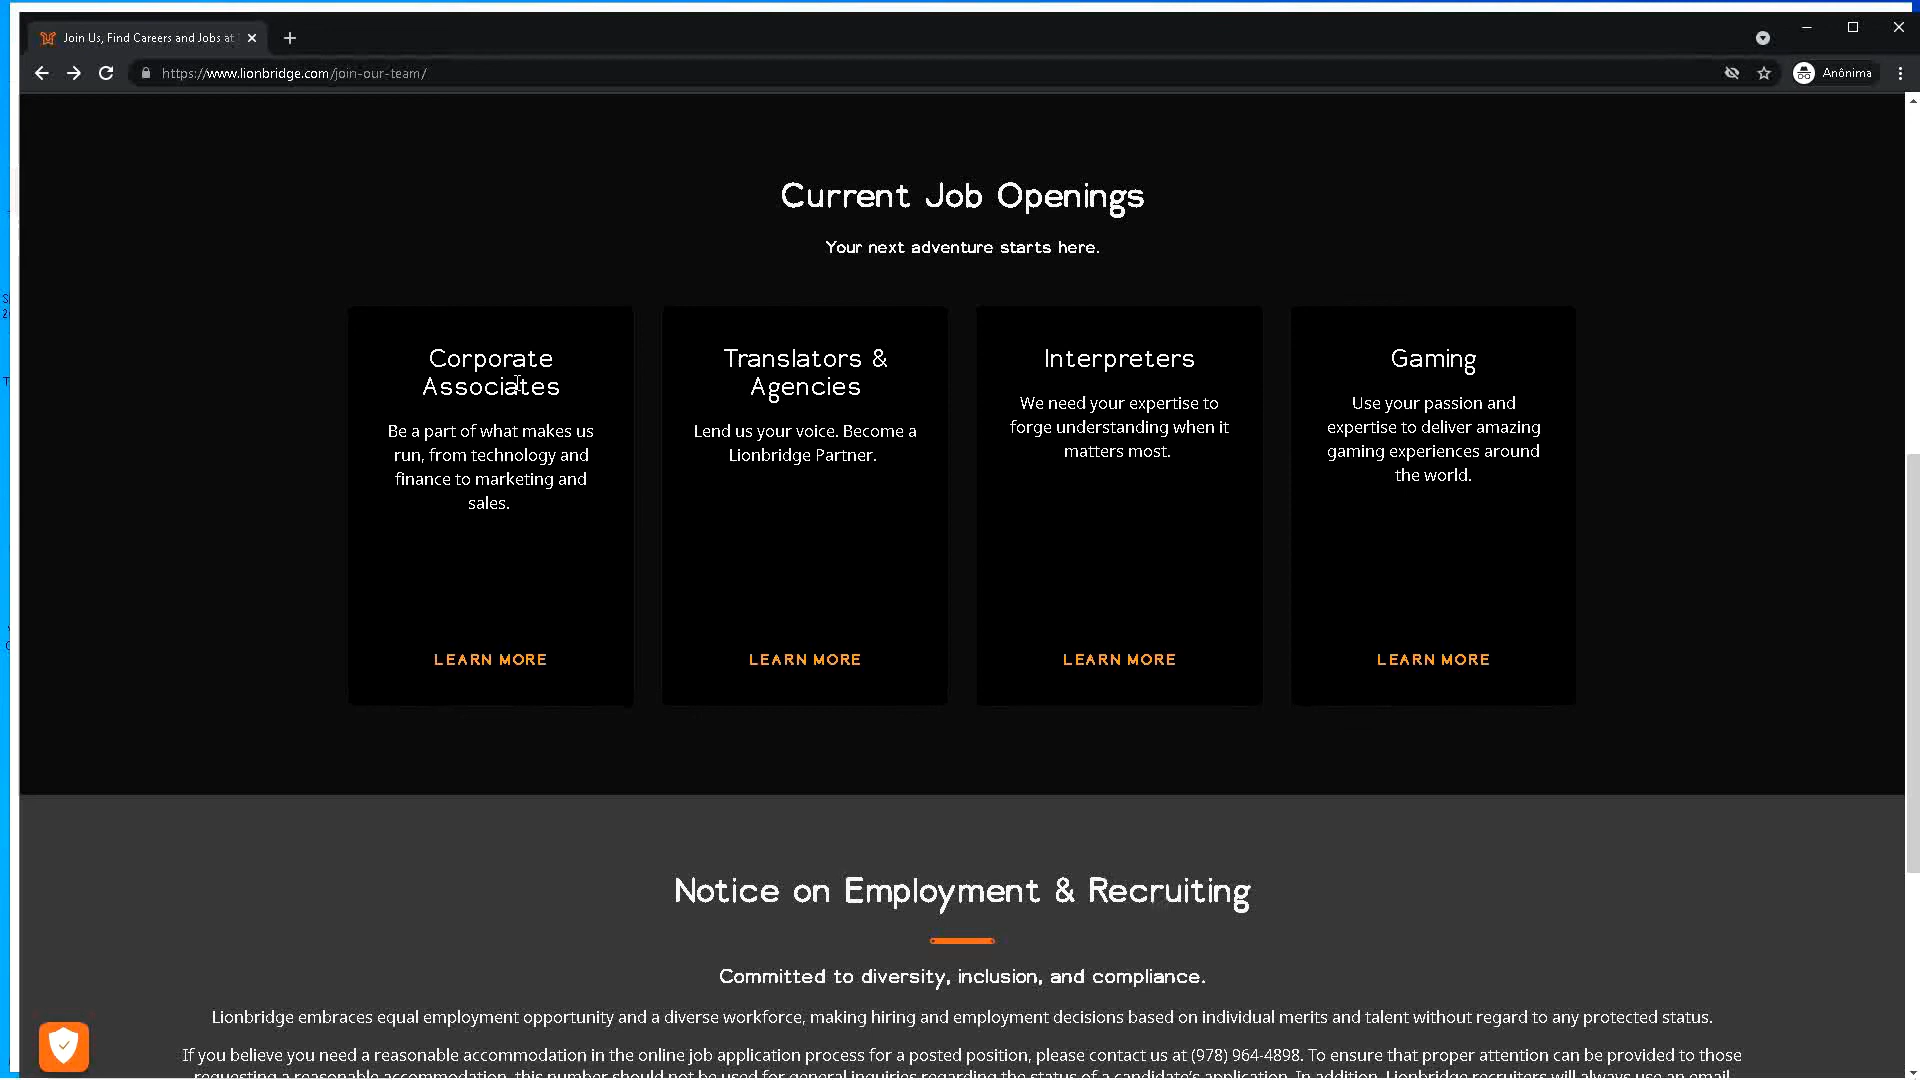 Join Us, Find Careers and Jobs at
https://www.lionbridge.com/join-our-team/
Anônima
Current Job Openings
Your next adventure starts here.
Corporate
Associates
Be a part of what makes us
run, from technology and
finance to marketing and
sales.
LEARN MORE
Translators &
Agencies
Lend us your voice. Become a
Lionbridge Partner.
LEARN MORE
Interpreters
We need your expertise to
forge understanding when it
matters most.
LEARN MORE
Gaming
Use your passion and
expertise to deliver amazing
gaming experiences around
the world.
LEARN MORE
Notice on Employment & Recruiting
Committed to diversity, inclusion, and compliance.
Lionbridge embraces equal employment opportunity and a diverse workforce, making hiring and employment decisions based on individual merits and talent without regard to any protected status.
If you believe you need a reasonable accommodation in the online job application process for a posted position, please contact us at (978) 964-4898. To ensure that proper attention can be provided to those
requesting a reasonable accommodation, this number should not be used for general inquiries regarding the status of a candidate's application. In addition, Lionbridge recruiters will always use an email